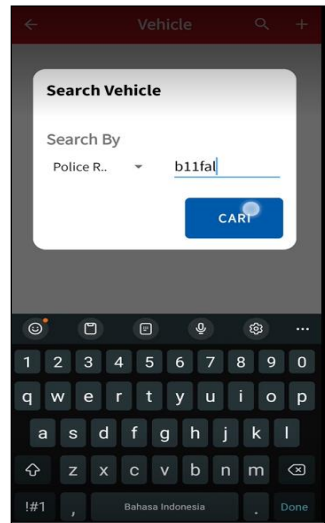 Vehicle
Search Vehicle
Search By
Police R.. b11fal
CARI
1 2 3 4 5 6 7 8 9 0
q w e r t y u i o p
a s d f g h j k l
z x c v b n m
!#1 , Bahasa Indonesia . Done